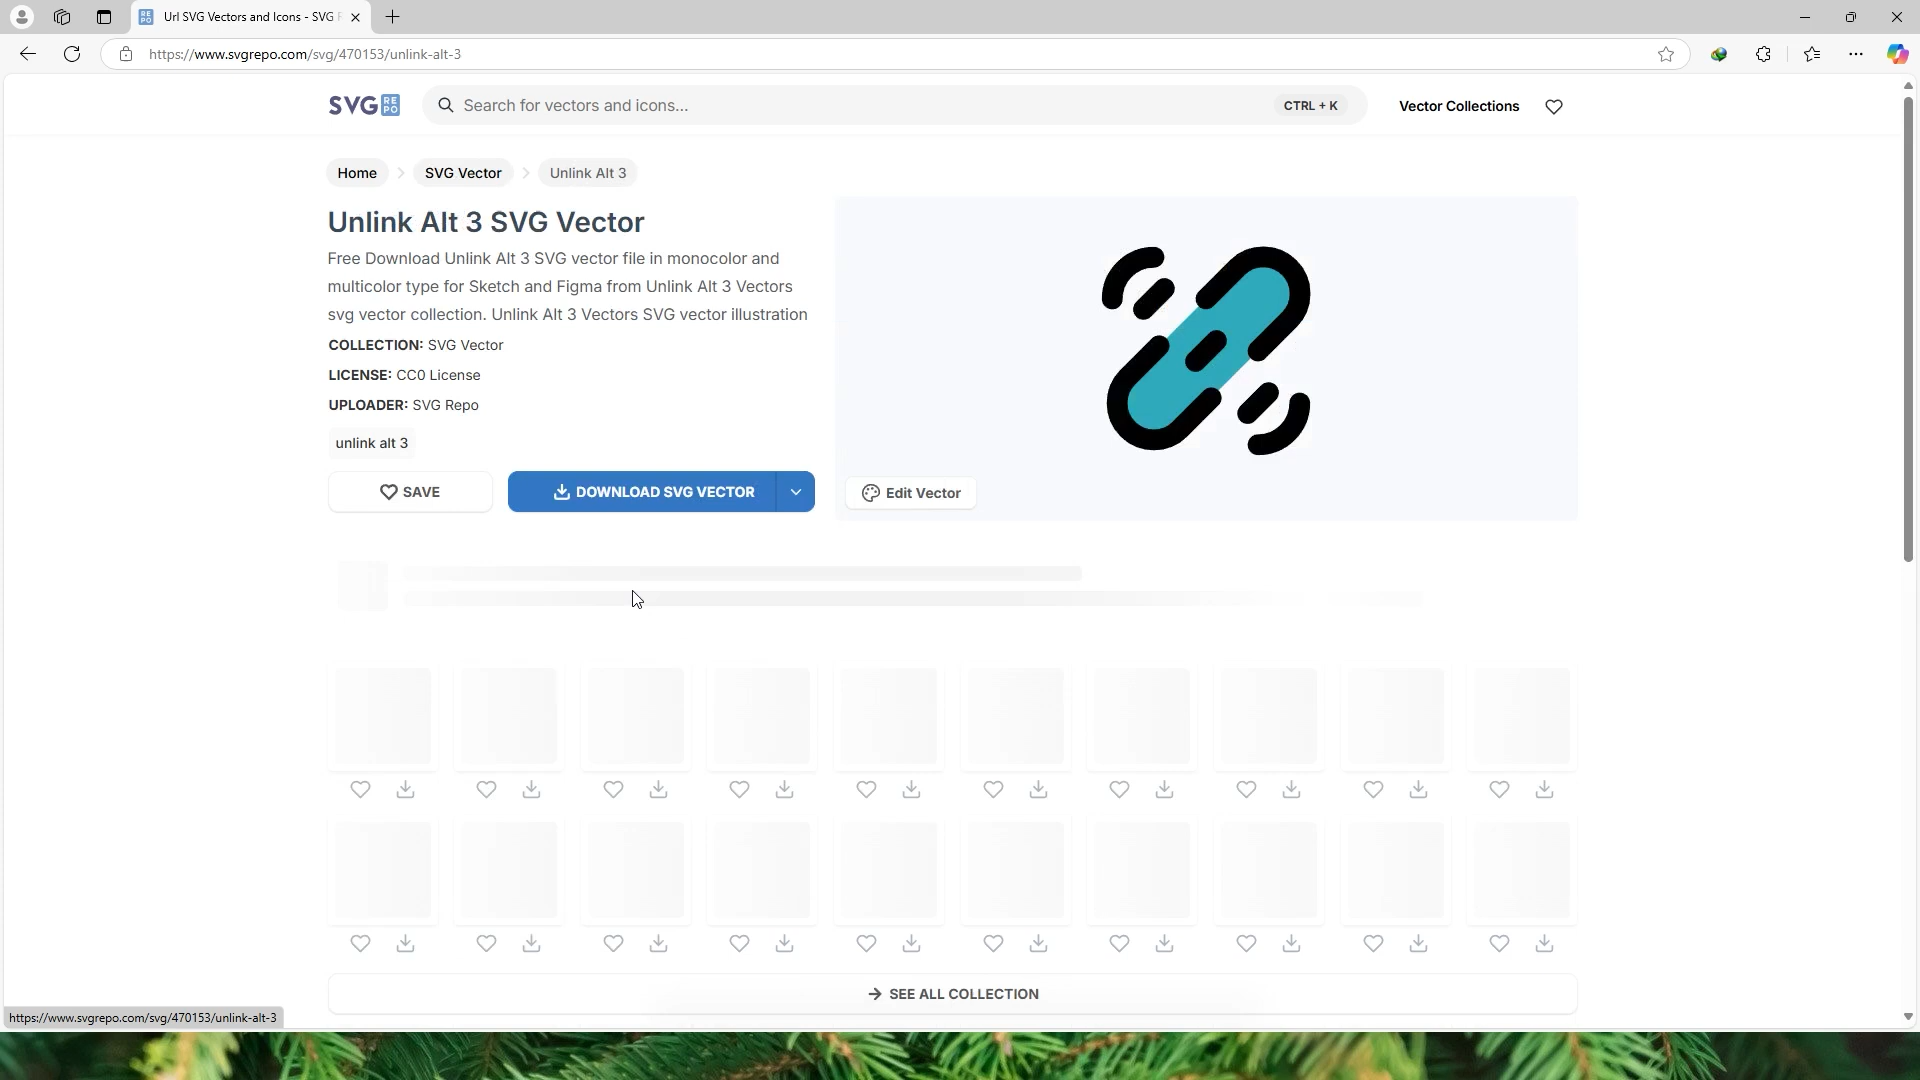 Url SVG Vectors and Icons - SVG R
https://www.svgrepo.com/svg/470153/unlink-alt-3
SVG RE PO
Search for vectors and icons...
CTRL + K
Vector Collections
Home
SVG Vector
Unlink Alt 3
Unlink Alt 3 SVG Vector
Free Download Unlink Alt 3 SVG vector file in monocolor and
multicolor type for Sketch and Figma from Unlink Alt 3 Vectors
svg vector collection. Unlink Alt 3 Vectors SVG vector illustration
COLLECTION: SVG Vector
LICENSE: CC0 License
UPLOADER: SVG Repo
unlink alt 3
SAVE
DOWNLOAD SVG VECTOR
Edit Vector
SEE ALL COLLECTION
https://www.svgrepo.com/svg/470153/unlink-alt-3